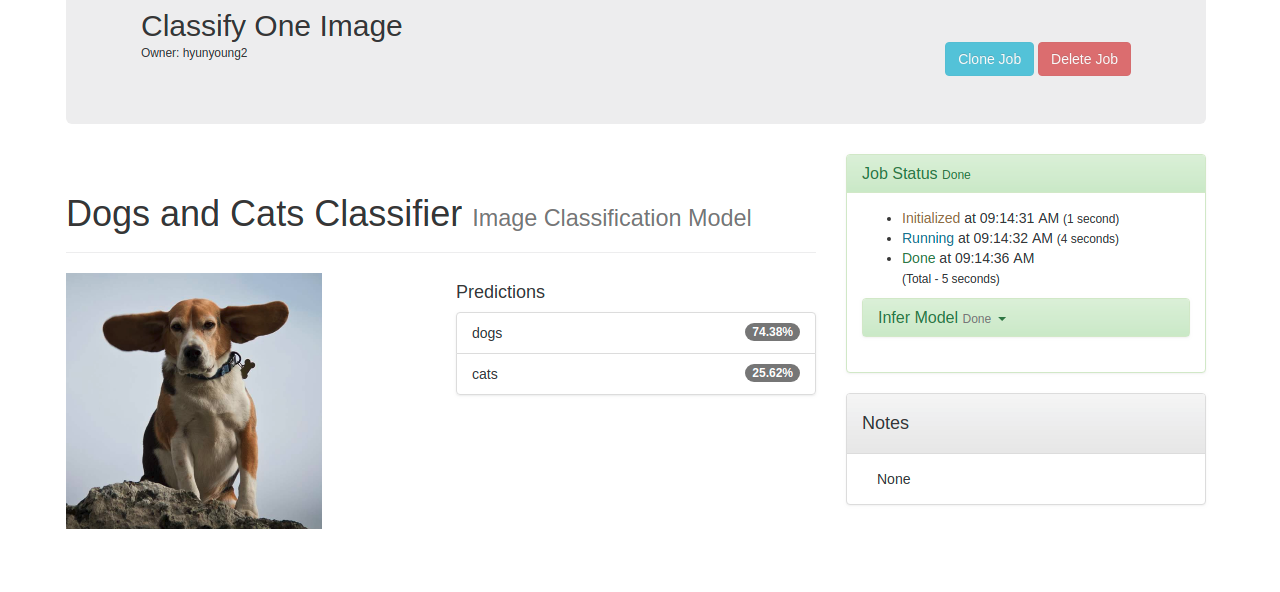 Classify One Image
Owner: hyunyoung2
Clone Job
Delete Job
Dogs and Cats Classifier Image Classification Model
Predictions
dogs 74.38%
cats 25.62%
Job Status Done
Initialized at 09:14:31 AM (1 second)
Running at 09:14:32 AM (4 seconds)
Done at 09:14:36 AM
(Total - 5 seconds)
Infer Model Done
Notes
None